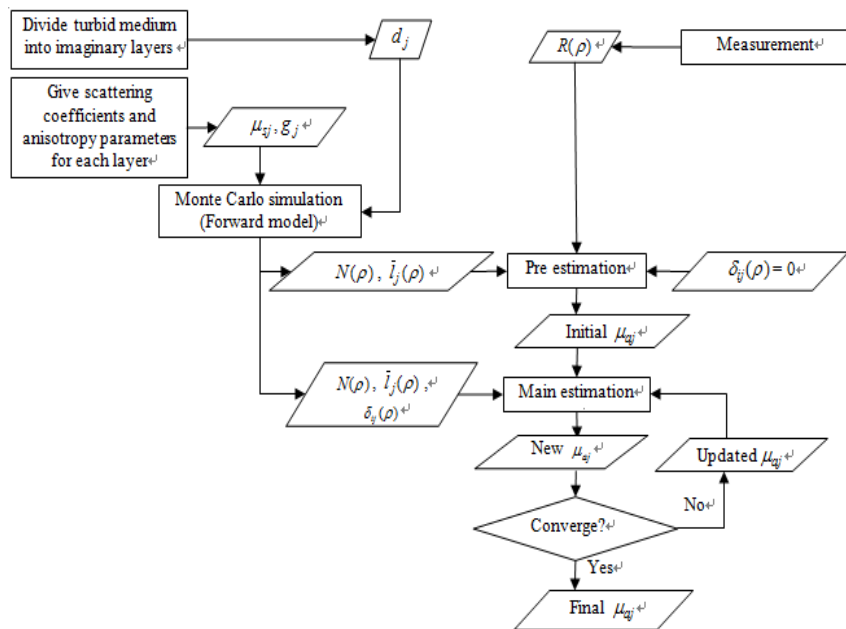 Divide turbid medium
into imaginary layers↵
d_j
R(ρ)↵
Measurement↵
Give scattering
coefficients and
anisotropy parameters
for each layer↵
μ_sj, g_j
Monte Carlo simulation
(Forward model)↵
N(ρ), l̄_j(ρ)↵
Pre estimation↵
δ_ij(ρ) = 0↵
Initial μ_aj↵
N(ρ), l̄_j(ρ),↵
δ_ij(ρ)↵
Main estimation↵
New μ_aj↵
Updated μ_aj↵
No↵
Converge?↵
Yes↵
Final μ_aj↵